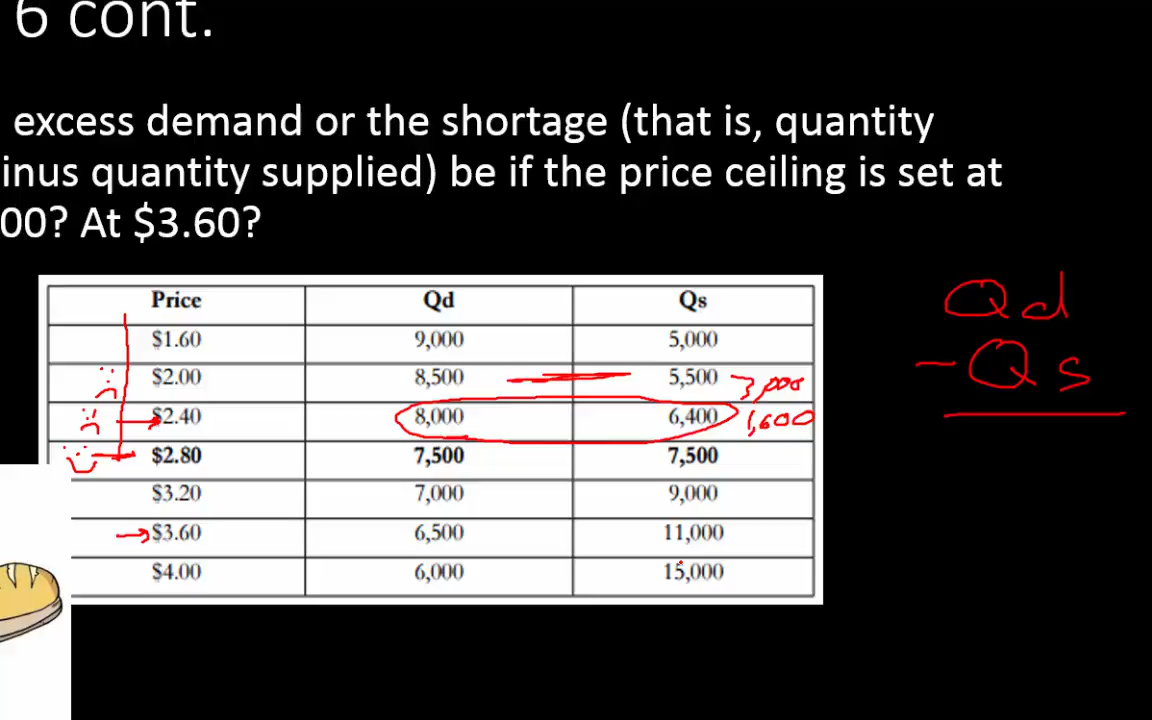 6 cont.
excess demand or the shortage (that is, quantity
inus quantity supplied) be if the price ceiling is set at
00? At $3.60?
Price Qd Qs
$1.60 9,000 5,000
$2.00 8,500 5,500 3,000
$2.40 8,000 6,400 1,600
$2.80 7,500 7,500
$3.20 7,000 9,000
$3.60 6,500 11,000
$4.00 6,000 15,000
Qd
- Qs